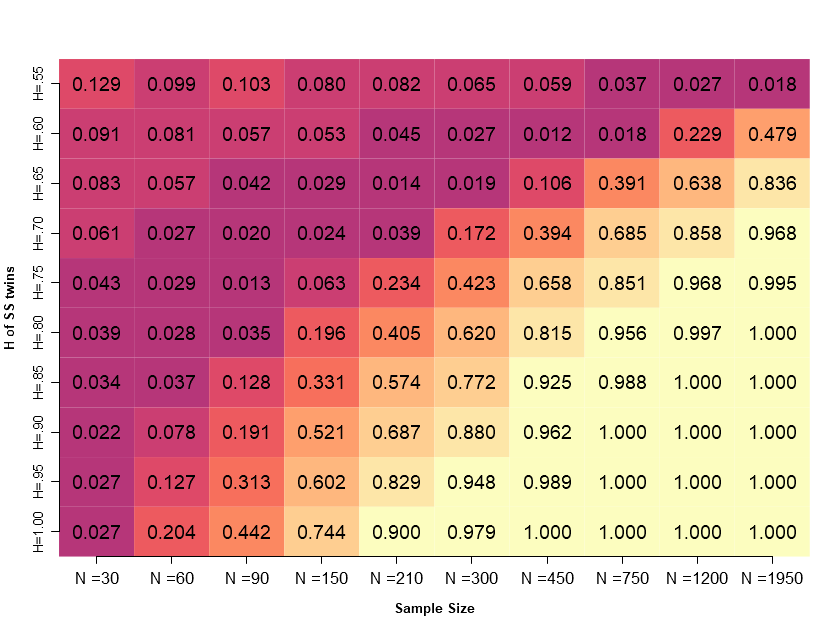 H of SS twins
H=.55 0.129 0.099 0.103 0.080 0.082 0.065 0.059 0.037 0.027 0.018
H=.60 0.091 0.081 0.057 0.053 0.045 0.027 0.012 0.018 0.229 0.479
H=.65 0.083 0.057 0.042 0.029 0.014 0.019 0.106 0.391 0.638 0.836
H=.70 0.061 0.027 0.020 0.024 0.039 0.172 0.394 0.685 0.858 0.968
H=.75 0.043 0.029 0.013 0.063 0.234 0.423 0.658 0.851 0.968 0.995
H=.80 0.039 0.028 0.035 0.196 0.405 0.620 0.815 0.956 0.997 1.000
H=.85 0.034 0.037 0.128 0.331 0.574 0.772 0.925 0.988 1.000 1.000
H=.90 0.022 0.078 0.191 0.521 0.687 0.880 0.962 1.000 1.000 1.000
H=.95 0.027 0.127 0.313 0.602 0.829 0.948 0.989 1.000 1.000 1.000
H=1.00 0.027 0.204 0.442 0.744 0.900 0.979 1.000 1.000 1.000 1.000
N =30 N =60 N =90 N =150 N =210 N =300 N =450 N =750 N =1200 N =1950
Sample Size